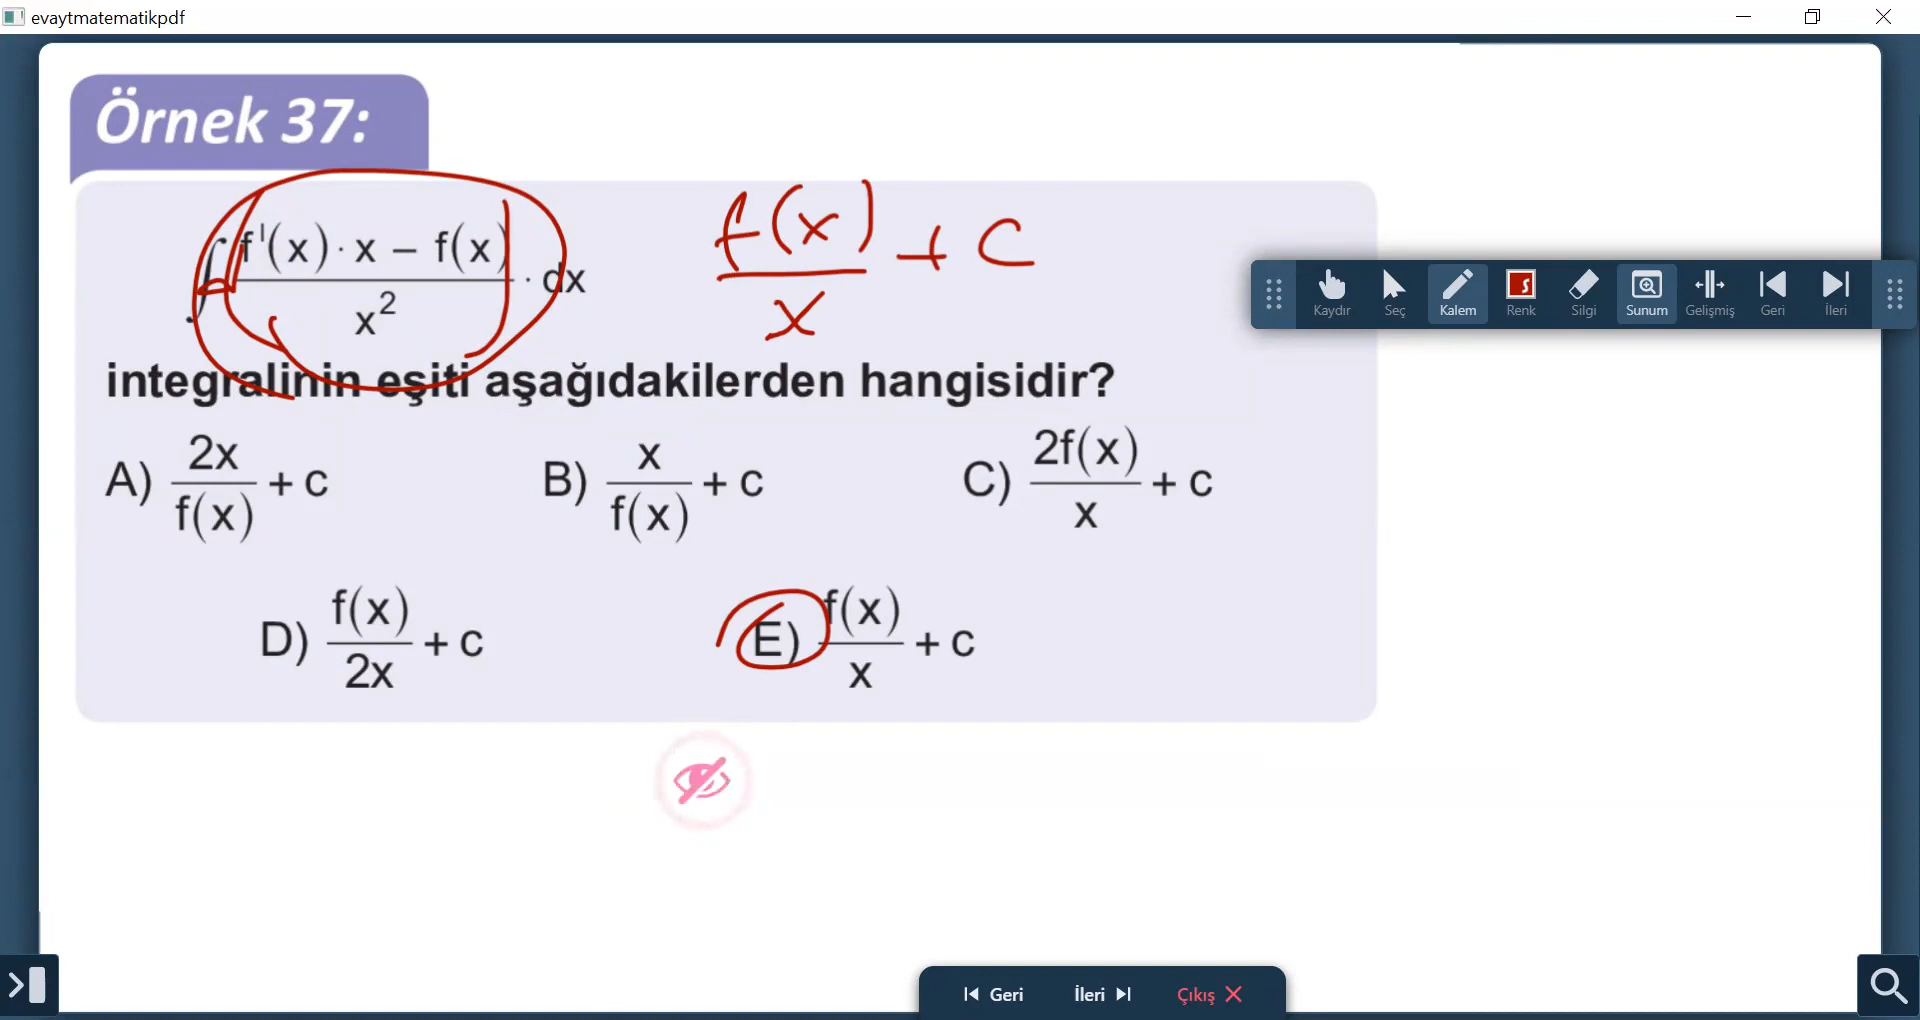 evaytmatematikpdf
Örnek 37:
∫ (f'(x) · x – f(x)) / x² · dx
f(x)/x + c
integralinin eşiti aşağıdakilerden hangisidir?
A) 2x/f(x) + c B) x/f(x) + c C) 2f(x)/x + c
D) f(x)/2x + c E) f(x)/x + c
Kaydır Seç Kalem Renk Silgi Sunum Gelişmiş Geri İleri
Geri İleri Çıkış